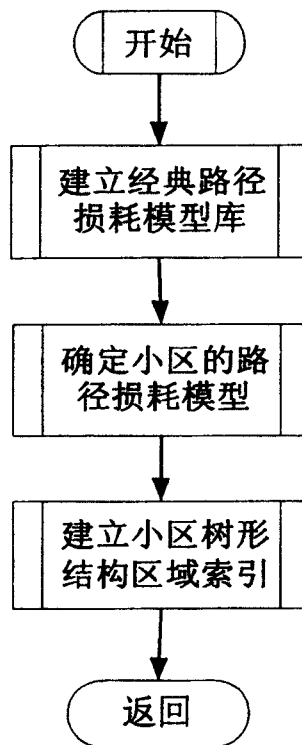 开始
建立经典路径
损耗模型库
确定小区的路
径损耗模型
建立小区树形
结构区域索引
返回